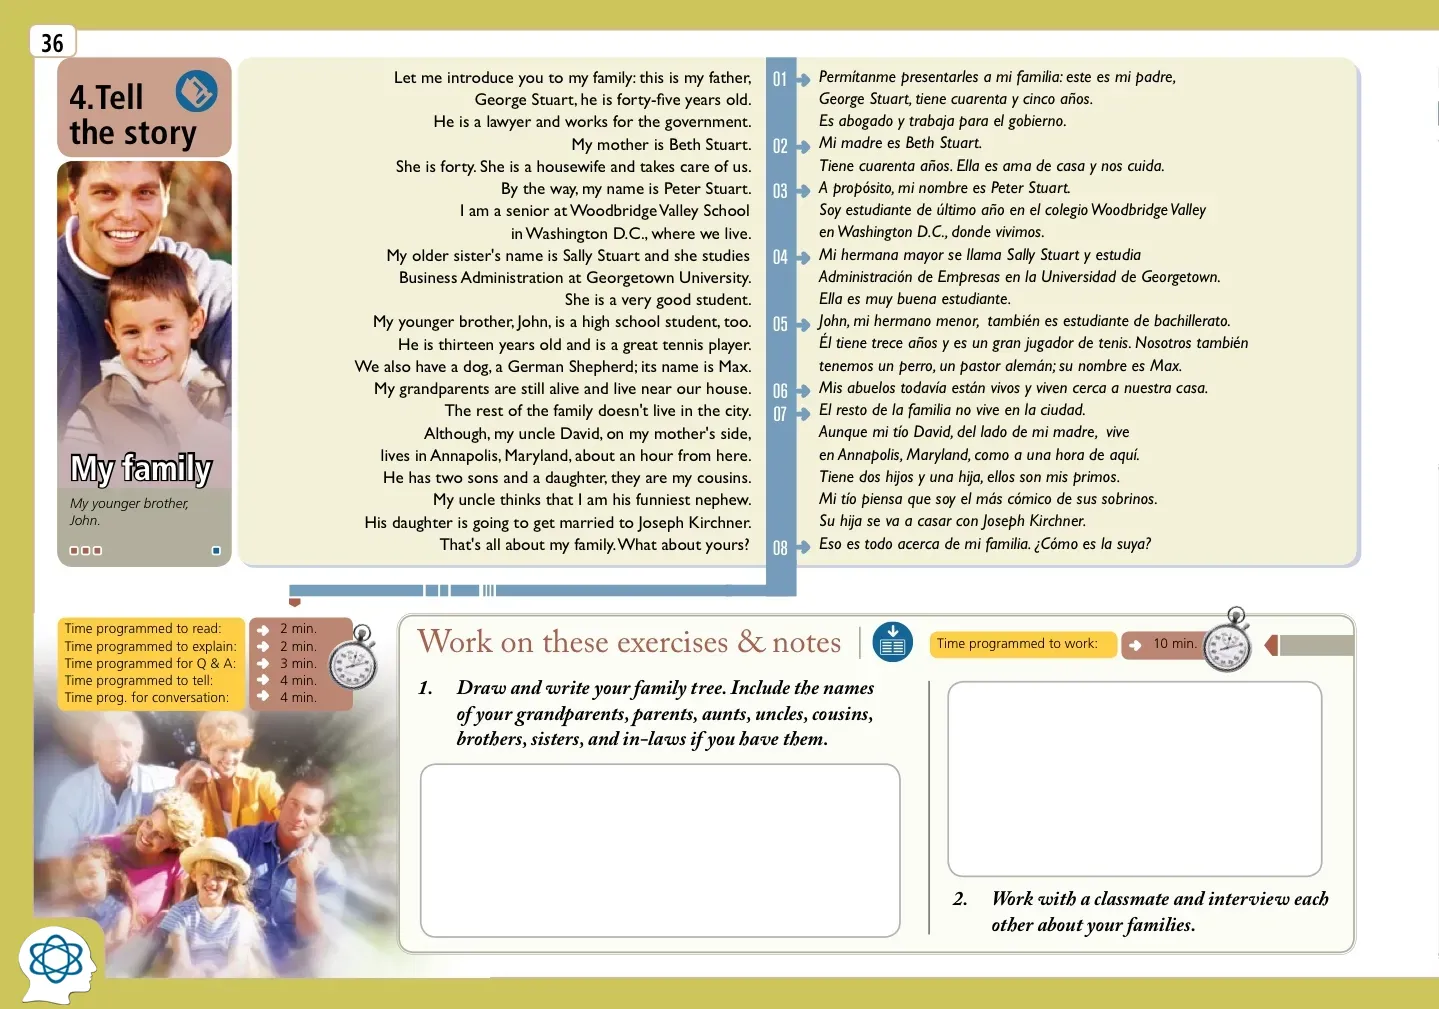 36
4.Tell
the story
My family
My younger brother,
John.
Let me introduce you to my family: this is my father,
George Stuart, he is forty-five years old.
He is a lawyer and works for the government.
My mother is Beth Stuart.
She is forty. She is a housewife and takes care of us.
By the way, my name is Peter Stuart.
I am a senior at Woodbridge Valley School
in Washington D.C., where we live.
My older sister's name is Sally Stuart and she studies
Business Administration at Georgetown University.
She is a very good student.
My younger brother, John, is a high school student, too.
He is thirteen years old and is a great tennis player.
We also have a dog, a German Shepherd; its name is Max.
My grandparents are still alive and live near our house.
The rest of the family doesn't live in the city.
Although, my uncle David, on my mother's side,
lives in Annapolis, Maryland, about an hour from here.
He has two sons and a daughter, they are my cousins.
My uncle thinks that I am his funniest nephew.
His daughter is going to get married to Joseph Kirchner.
That's all about my family. What about yours?
01
02
03
04
05
06
07
08
Permítanme presentarles a mi familia: este es mi padre,
George Stuart, tiene cuarenta y cinco años.
Es abogado y trabaja para el gobierno.
Mi madre es Beth Stuart.
Tiene cuarenta años. Ella es ama de casa y nos cuida.
A propósito, mi nombre es Peter Stuart.
Soy estudiante de último año en el colegio Woodbridge Valley
en Washington D.C., donde vivimos.
Mi hermana mayor se llama Sally Stuart y estudia
Administración de Empresas en la Universidad de Georgetown.
Ella es muy buena estudiante.
John, mi hermano menor, también es estudiante de bachillerato.
Él tiene trece años y es un gran jugador de tenis. Nosotros también
tenemos un perro, un pastor alemán; su nombre es Max.
Mis abuelos todavía están vivos y viven cerca a nuestra casa.
El resto de la familia no vive en la ciudad.
Aunque mi tío David, del lado de mi madre, vive
en Annapolis, Maryland, como a una hora de aquí.
Tiene dos hijos y una hija, ellos son mis primos.
Mi tío piensa que soy el más cómico de sus sobrinos.
Su hija se va a casar con Joseph Kirchner.
Eso es todo acerca de mi familia. ¿Cómo es la suya?
Time programmed to read: 2 min.
Time programmed to explain: 2 min.
Time programmed for Q & A: 3 min.
Time programmed to tell: 4 min.
Time prog. for conversation: 4 min.
Work on these exercises & notes
Time programmed to work: 10 min.
1. Draw and write your family tree. Include the names
of your grandparents, parents, aunts, uncles, cousins,
brothers, sisters, and in-laws if you have them.
2. Work with a classmate and interview each
other about your families.